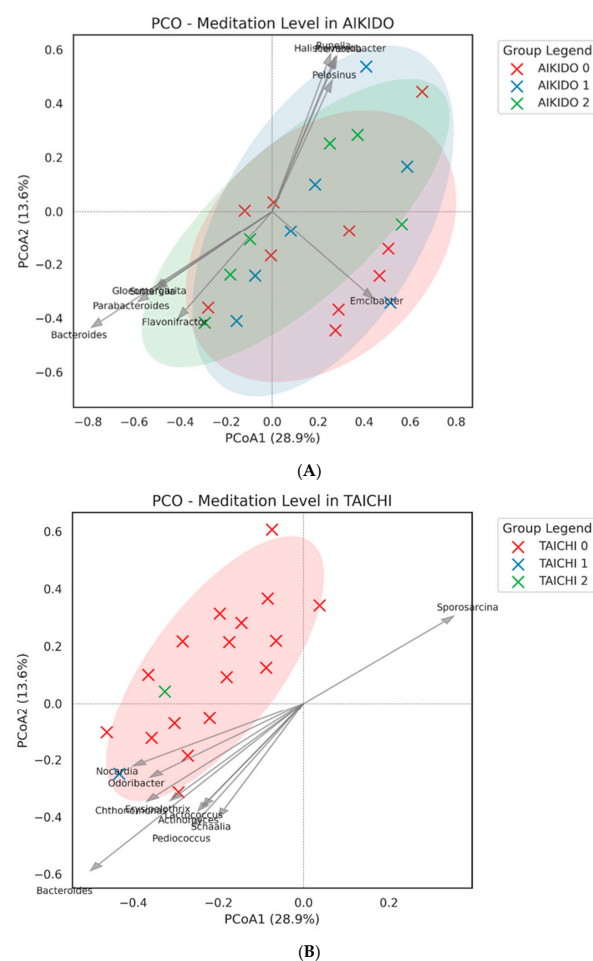 PCO - Meditation Level in AIKIDO
Group Legend
AIKIDO 0
AIKIDO 1
AIKIDO 2
PCoA2 (13.6%)
0.6
0.4
0.2
0.0
−0.2
−0.4
−0.6
Pelosinus
Emcibacter
Parabacteroides
Flavonifractor
Bacteroides
−0.8 −0.6 −0.4 −0.2 0.0 0.2 0.4 0.6 0.8
PCoA1 (28.9%)
(A)
PCO - Meditation Level in TAICHI
Group Legend
TAICHI 0
TAICHI 1
TAICHI 2
PCoA2 (13.6%)
0.6
0.4
0.2
0.0
−0.2
−0.4
−0.6
Sporosarcina
Nocardia
Odoribacter
Chthonomonas
Erysipelothrix
Lactococcus
Actinomyces
Schaalia
Pediococcus
Bacteroides
−0.4 −0.2 0.0
PCoA1 (28.9%)
(B)